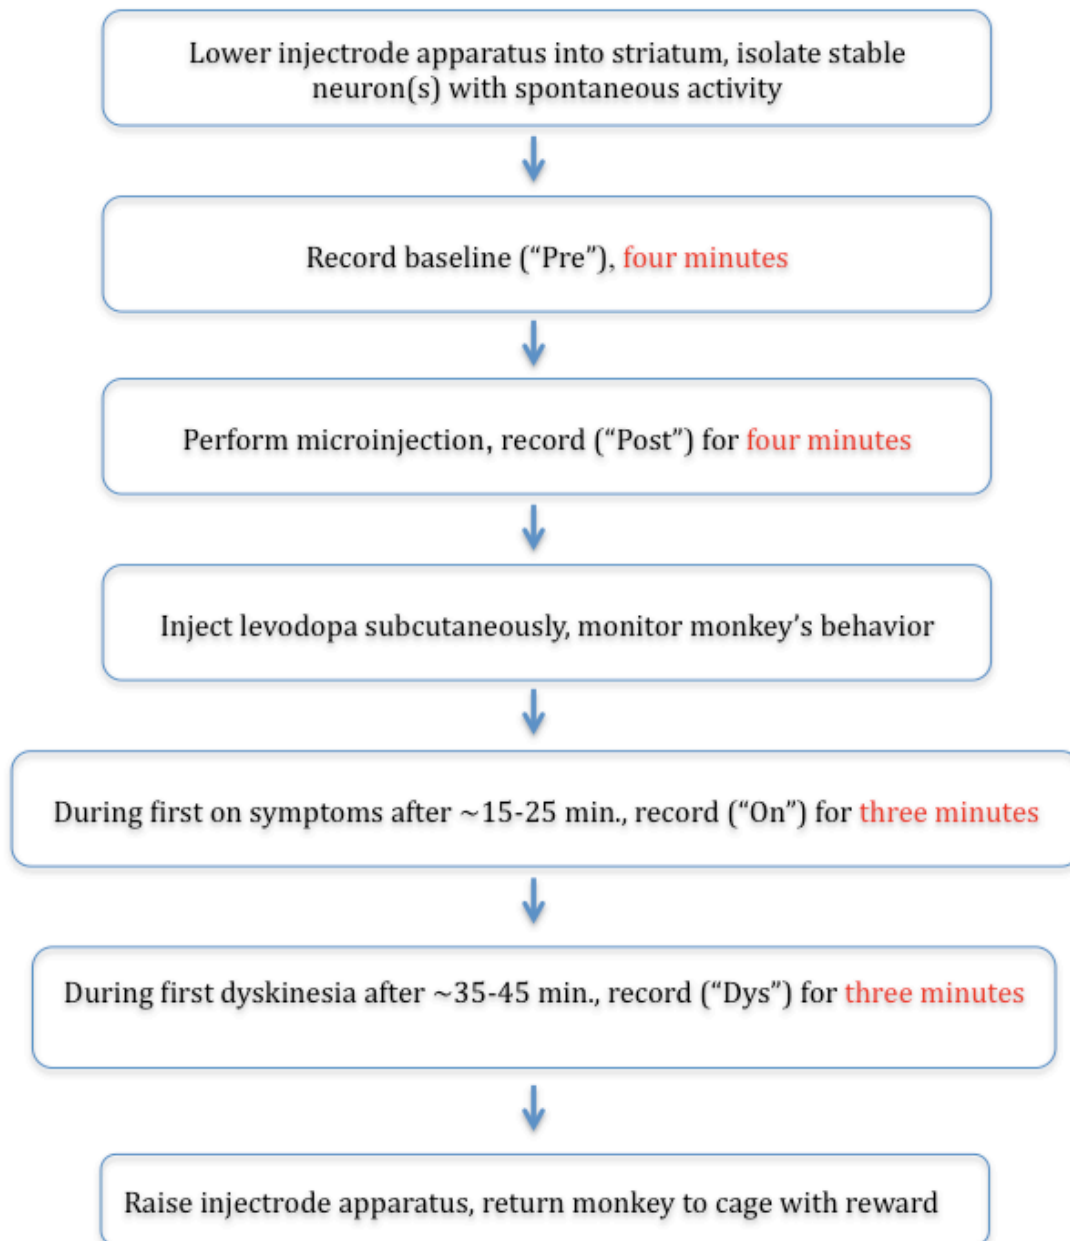 Lower injectrode apparatus into striatum, isolate stable
neuron(s) with spontaneous activity
Record baseline (“Pre”), four minutes
Perform microinjection, record (“Post”) for four minutes
Inject levodopa subcutaneously, monitor monkey’s behavior
During first on symptoms after ~15-25 min., record (“On”) for three minutes
During first dyskinesia after ~35-45 min., record (“Dys”) for three minutes
Raise injectrode apparatus, return monkey to cage with reward